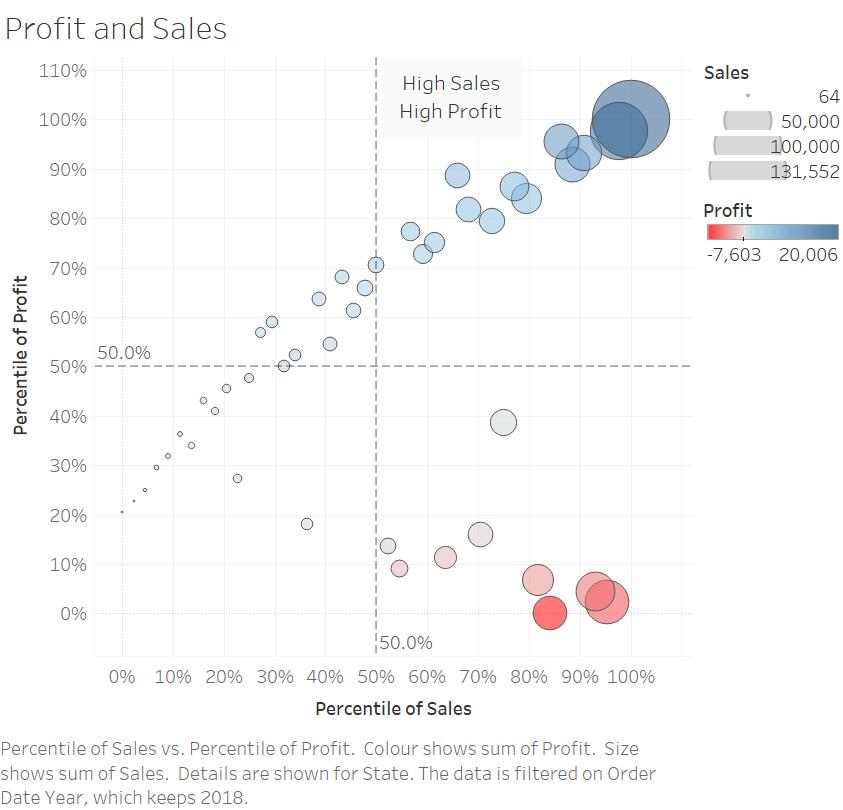 Profit and Sales
110%
100%
90%
80%
70%
60%
50%
40%
30%
20%
10%
0%
Percentile of Profit
High Sales
High Profit
50.0%
50.0%
0% 10% 20% 30% 40% 50% 60% 70% 80% 90% 100%
Percentile of Sales
Sales
64
50,000
100,000
131,552
Profit
-7,603 20,006
Percentile of Sales vs. Percentile of Profit. Colour shows sum of Profit. Size
shows sum of Sales. Details are shown for State. The data is filtered on Order
Date Year, which keeps 2018.